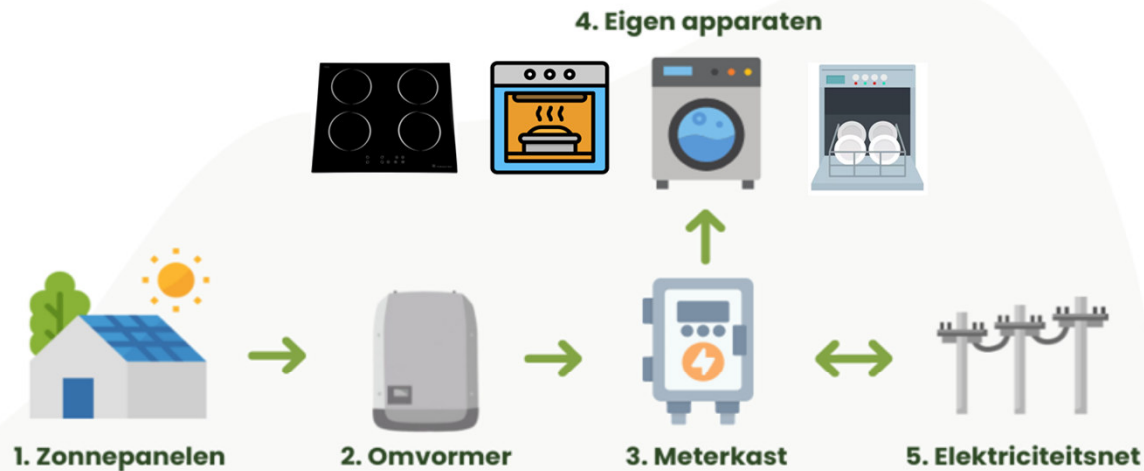 4. Eigen apparaten
1. Zonnepanelen
2. Omvormer
3. Meterkast
5. Elektriciteitsnet